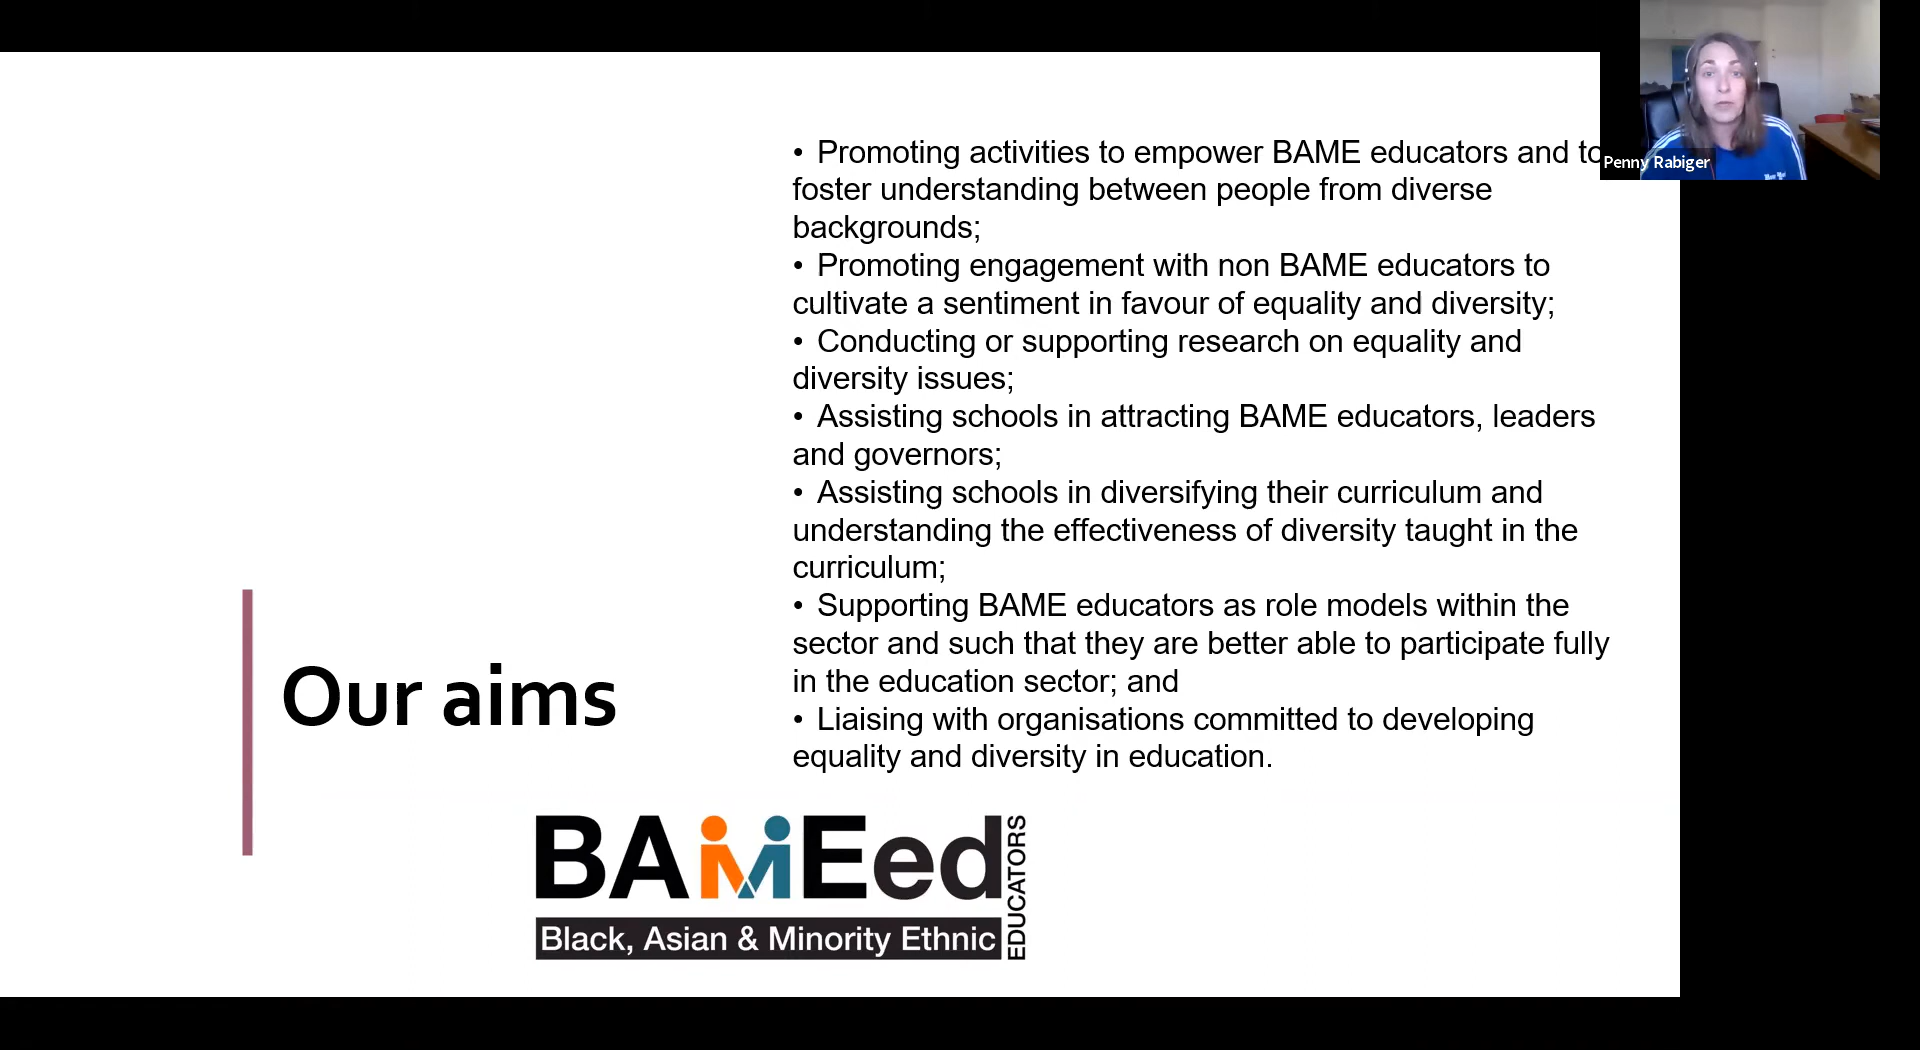 • Promoting activities to empower BAME educators and to
foster understanding between people from diverse
backgrounds;
• Promoting engagement with non BAME educators to
cultivate a sentiment in favour of equality and diversity;
• Conducting or supporting research on equality and
diversity issues;
• Assisting schools in attracting BAME educators, leaders
and governors;
• Assisting schools in diversifying their curriculum and
understanding the effectiveness of diversity taught in the
curriculum;
• Supporting BAME educators as role models within the
sector and such that they are better able to participate fully
in the education sector; and
• Liaising with organisations committed to developing
equality and diversity in education.
Our aims
BAMEed
EDUCATORS
Black, Asian & Minority Ethnic
Penny Rabiger